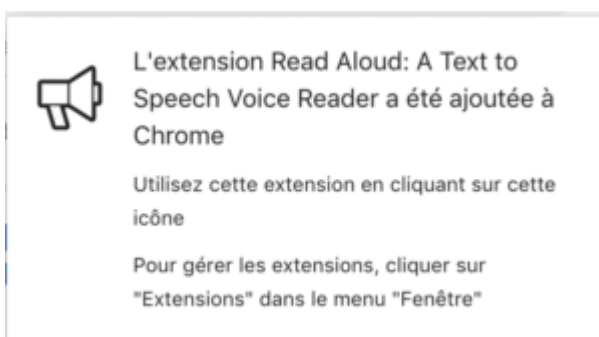 L'extension Read Aloud: A Text to
Speech Voice Reader a été ajoutée à
Chrome
Utilisez cette extension en cliquant sur cette
icône
Pour gérer les extensions, cliquer sur
"Extensions" dans le menu "Fenêtre"